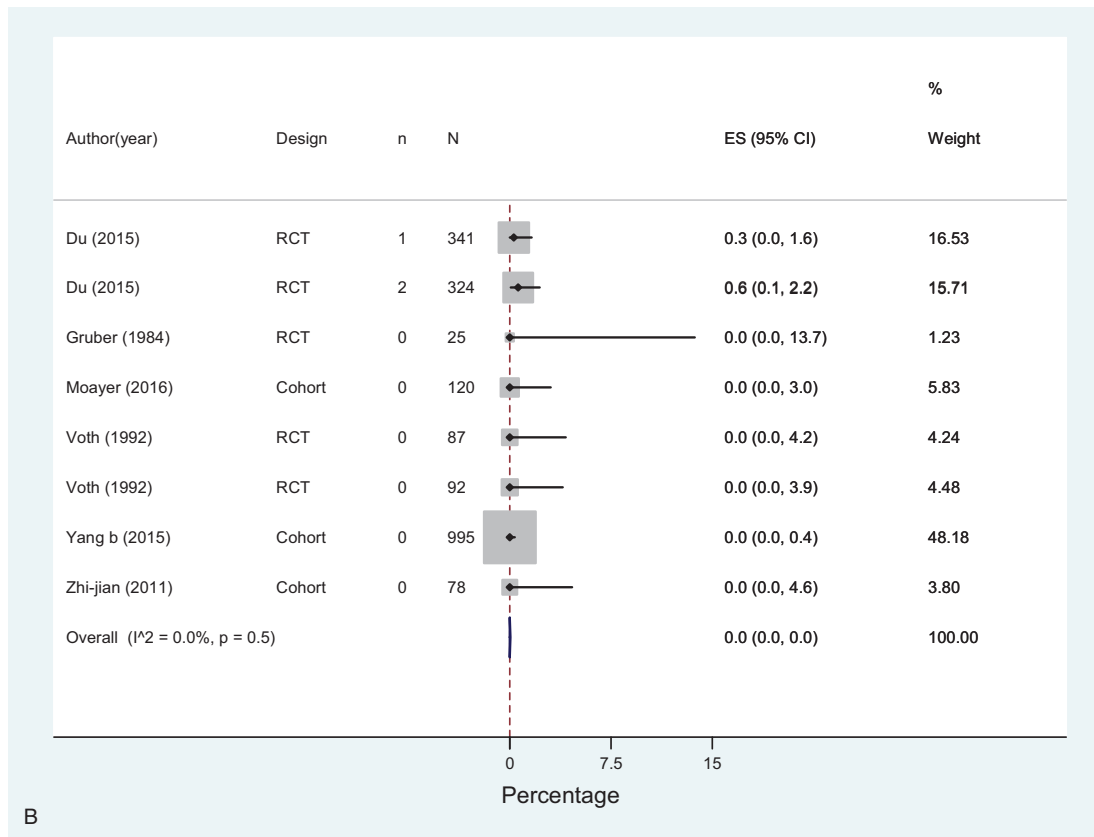 %
Author(year) Design n N ES (95% CI) Weight
Du (2015) RCT 1 341 0.3 (0.0, 1.6) 16.53
Du (2015) RCT 2 324 0.6 (0.1, 2.2) 15.71
Gruber (1984) RCT 0 25 0.0 (0.0, 13.7) 1.23
Moayer (2016) Cohort 0 120 0.0 (0.0, 3.0) 5.83
Voth (1992) RCT 0 87 0.0 (0.0, 4.2) 4.24
Voth (1992) RCT 0 92 0.0 (0.0, 3.9) 4.48
Yang b (2015) Cohort 0 995 0.0 (0.0, 0.4) 48.18
Zhi-jian (2011) Cohort 0 78 0.0 (0.0, 4.6) 3.80
Overall (I^2 = 0.0%, p = 0.5) 0.0 (0.0, 0.0) 100.00
0 7.5 15
Percentage
B